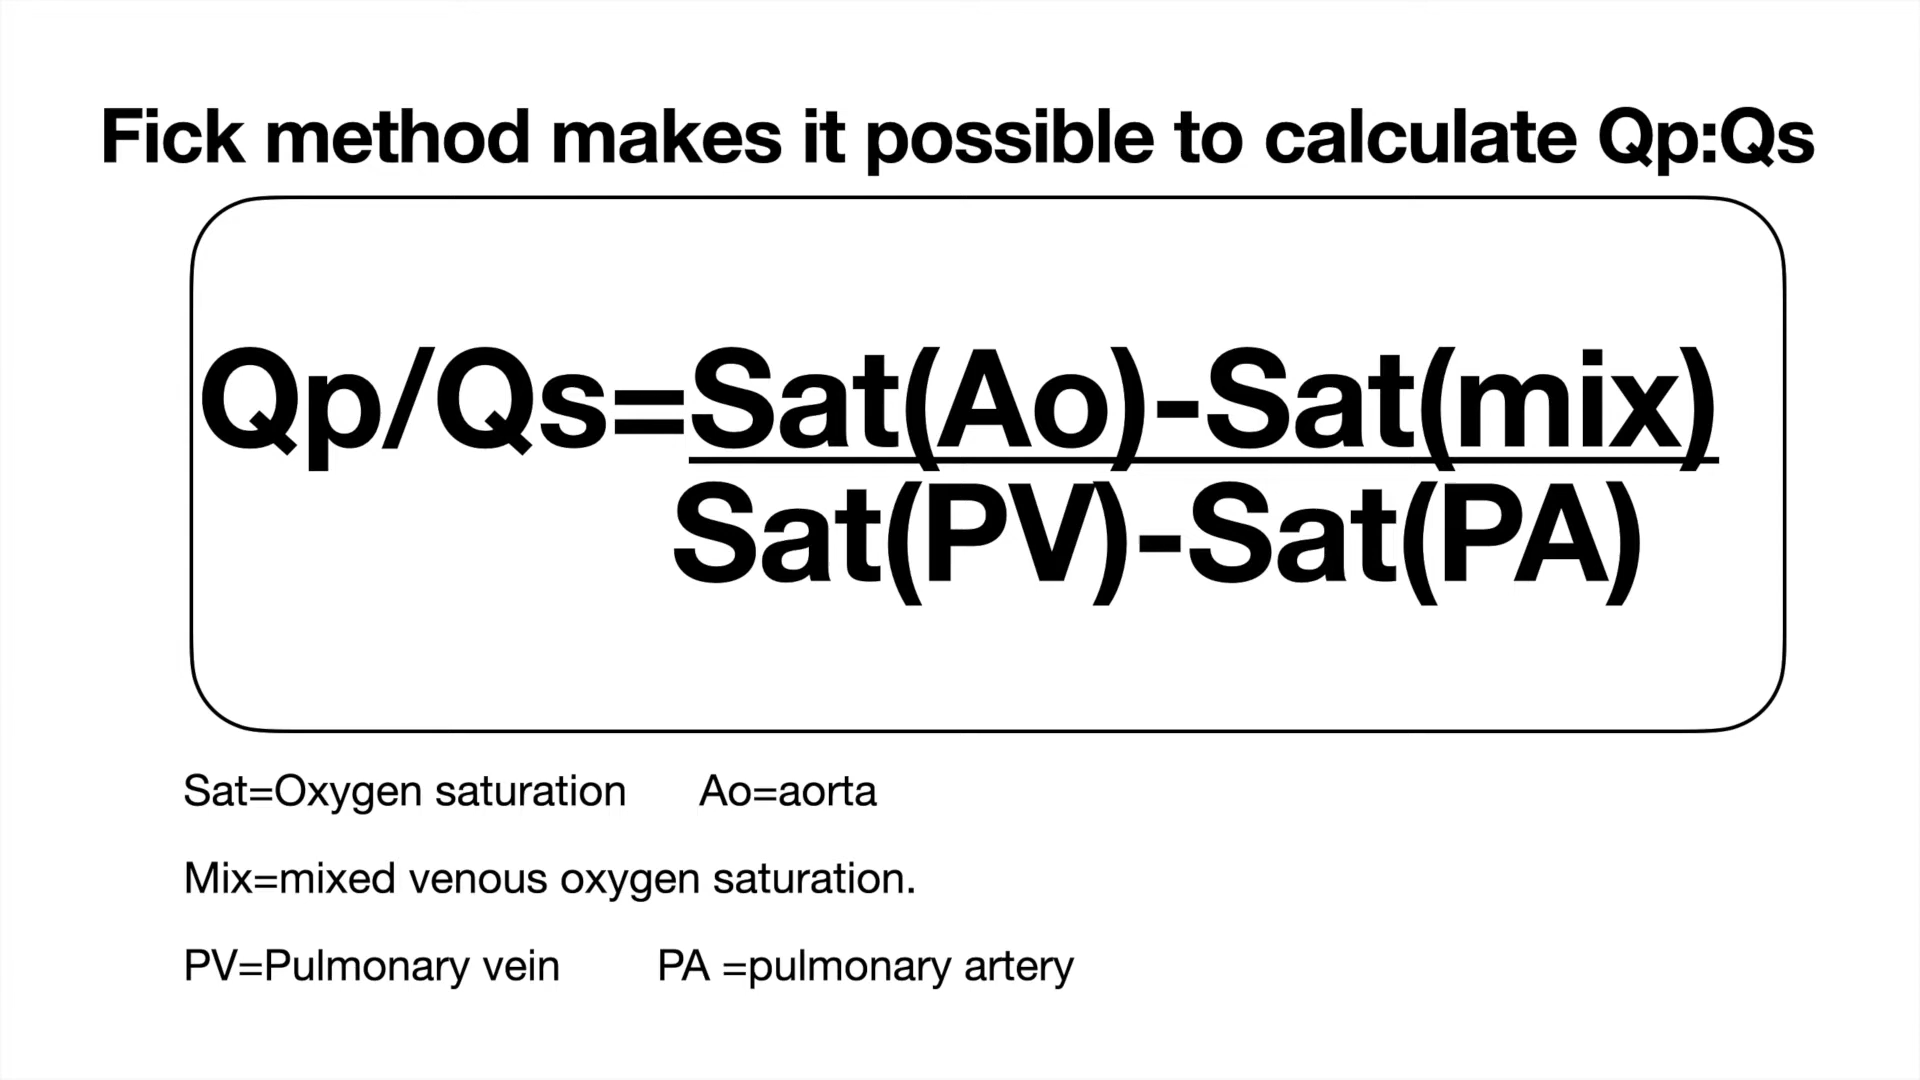 Fick method makes it possible to calculate Qp:Qs
Qp/Qs=Sat(Ao)-Sat(mix)
Sat(PV)-Sat(PA)
Sat=Oxygen saturation Ao=aorta
Mix=mixed venous oxygen saturation.
PV=Pulmonary vein PA =pulmonary artery